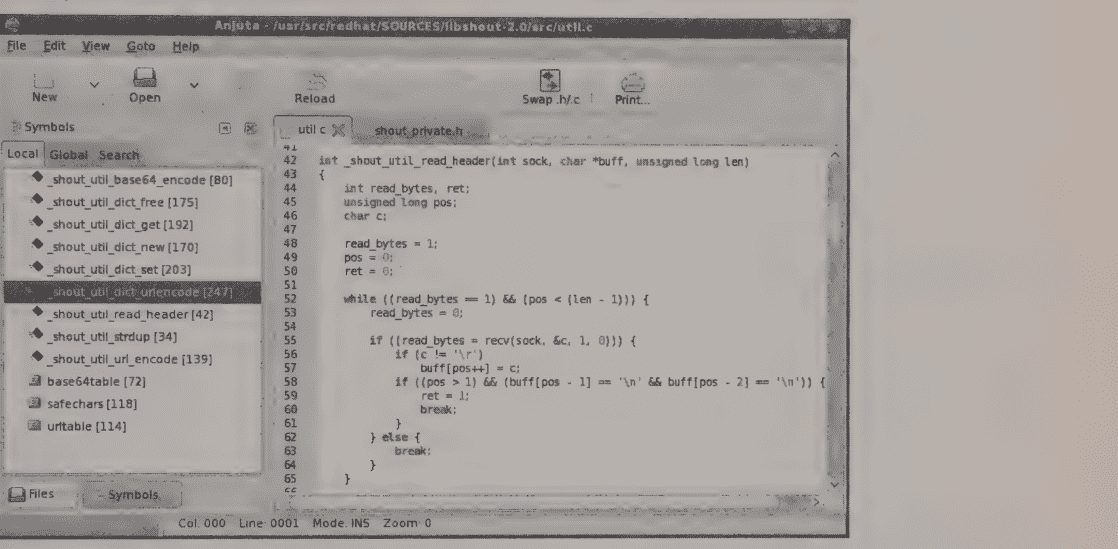 Anjuta - /usr/src/redhat/SOURCES/libshout-2.0/src/util.c
File Edit View Goto Help
New Open Reload Swap .h/.c Print...
Symbols
util c shout_private.h
Local Global Search
_shout_util_base64_encode [80]
_shout_util_dict_free [175]
_shout_util_dict_get [192]
_shout_util_dict_new [170]
_shout_util_dict_set [203]
_shout_util_dict_urlencode [247]
_shout_util_read_header [42]
_shout_util_strdup [34]
_shout_util_url_encode [139]
base64table [72]
safechars [118]
urltable [114]
Files Symbols
41
42 int _shout_util_read_header(int sock, char *buff, unsigned long len)
43 {
44 int read_bytes, ret;
45 unsigned long pos;
46 char c;
47
48 read_bytes = 1;
49 pos = 0;
50 ret = 0;
51
52 while ((read_bytes == 1) && (pos < (len - 1))) {
53 read_bytes = 0;
54
55 if ((read_bytes = recv(sock, &c, 1, 0))) {
56 if (c != '\r')
57 buff[pos++] = c;
58 if ((pos > 1) && (buff[pos - 1] == '\n' && buff[pos - 2] == '\n')) {
59 ret = 1;
60 break;
61 }
62 } else {
63 break;
64 }
65 }
66
Col: 000 Line: 0001 Mode: INS Zoom: 0